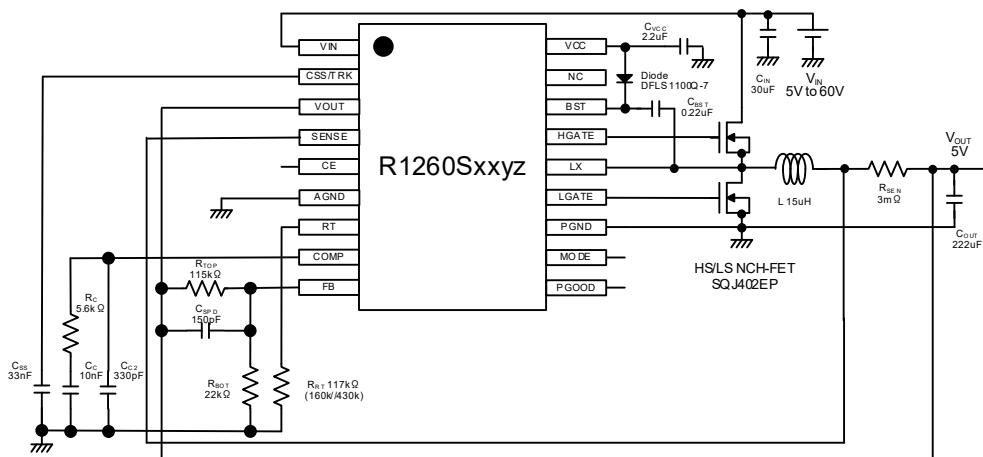 R1260Sxxyz
VIN
CSS/TRK
VOUT
SENSE
CE
AGND
RT
COMP
FB
VCC
NC
BST
HGATE
LX
LGATE
PGND
MODE
PGOOD
CVCC
2.2uF
Diode
DFLS1100Q-7
CBST
0.22uF
CIN
30uF
VIN
5V to 60V
VOUT
5V
L 15uH
RSEN
3mΩ
COUT
222uF
HS/LS NCH-FET
SQJ402EP
RTOP
115kΩ
CSPD
150pF
RC
5.6kΩ
CSS
33nF
CC
10nF
CC2
330pF
RBOT
22kΩ
RRT 117kΩ
(160k//430k)